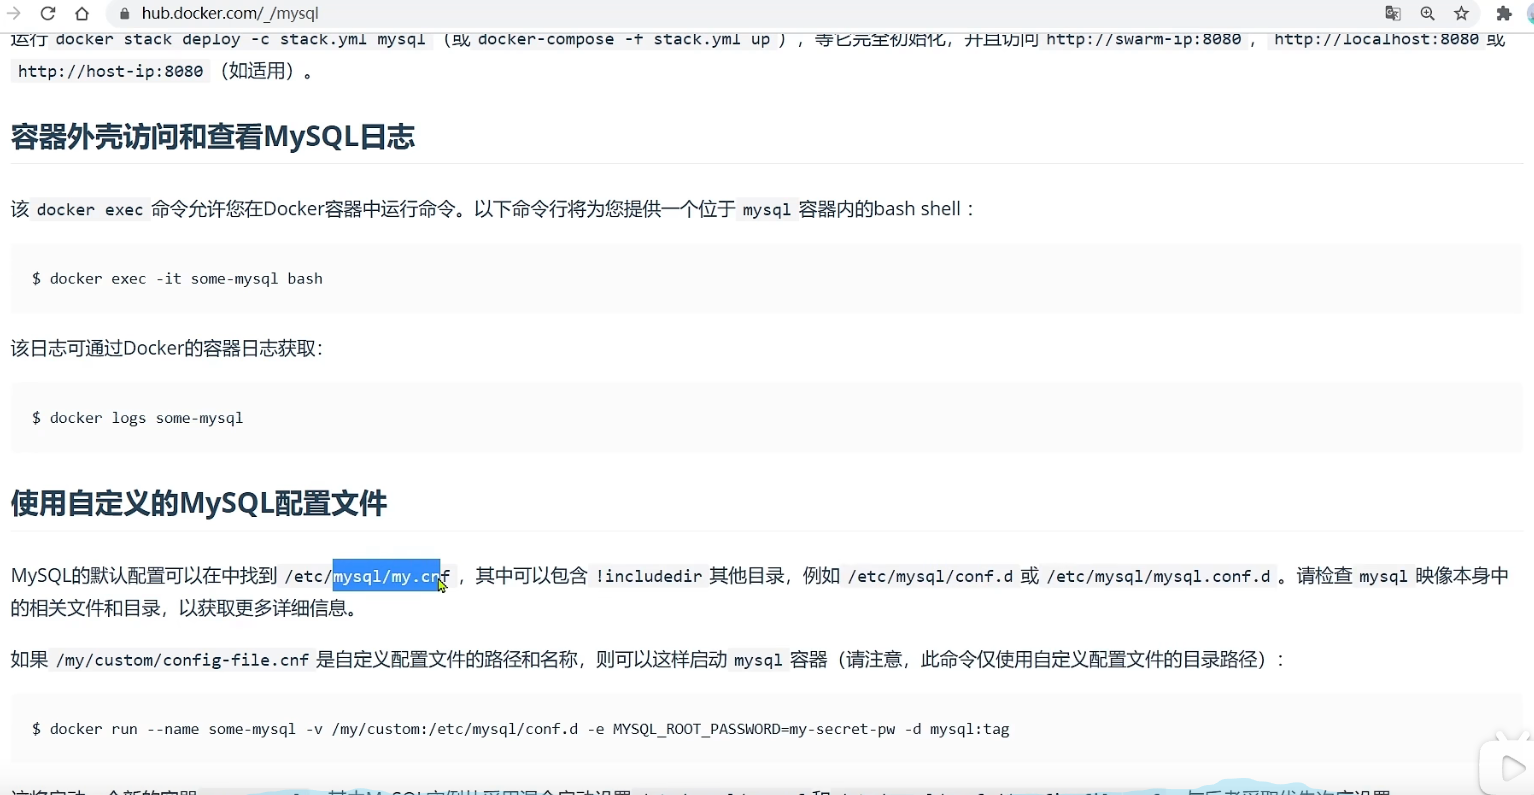 hub.docker.com/_/mysql
运行 docker stack deploy -c stack.yml mysql （或 docker-compose -f stack.yml up ），等它完全初始化，并且访问 http://swarm-ip:8080 ， http://localhost:8080 或
http://host-ip:8080 （如适用）。
容器外壳访问和查看MySQL日志
该 docker exec 命令允许您在Docker容器中运行命令。以下命令行将为您提供一个位于 mysql 容器内的bash shell：
$ docker exec -it some-mysql bash
该日志可通过Docker的容器日志获取：
$ docker logs some-mysql
使用自定义的MySQL配置文件
MySQL的默认配置可以在中找到 /etc/mysql/my.cnf ，其中可以包含 !includedir 其他目录，例如 /etc/mysql/conf.d 或 /etc/mysql/mysql.conf.d 。请检查 mysql 映像本身中
的相关文件和目录，以获取更多详细信息。
如果 /my/custom/config-file.cnf 是自定义配置文件的路径和名称，则可以这样启动 mysql 容器（请注意，此命令仅使用自定义配置文件的目录路径）：
$ docker run --name some-mysql -v /my/custom:/etc/mysql/conf.d -e MYSQL_ROOT_PASSWORD=my-secret-pw -d mysql:tag